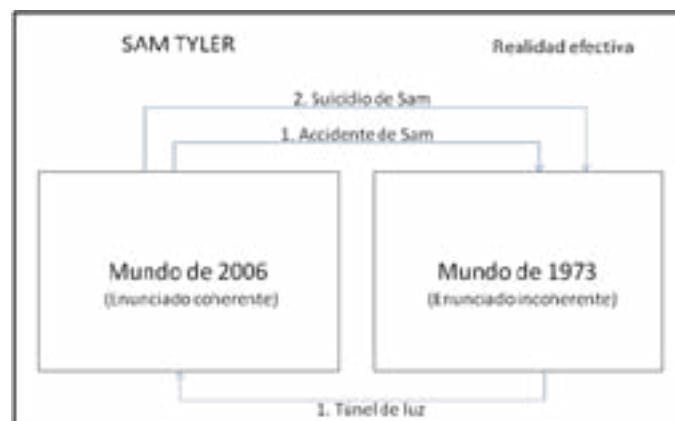 SAM TYLER
Realidad efectiva
2. Suicidio de Sam
1. Accidente de Sam
Mundo de 2006
(Enunciado coherente)
Mundo de 1973
(Enunciado incoherente)
1. Túnel de luz